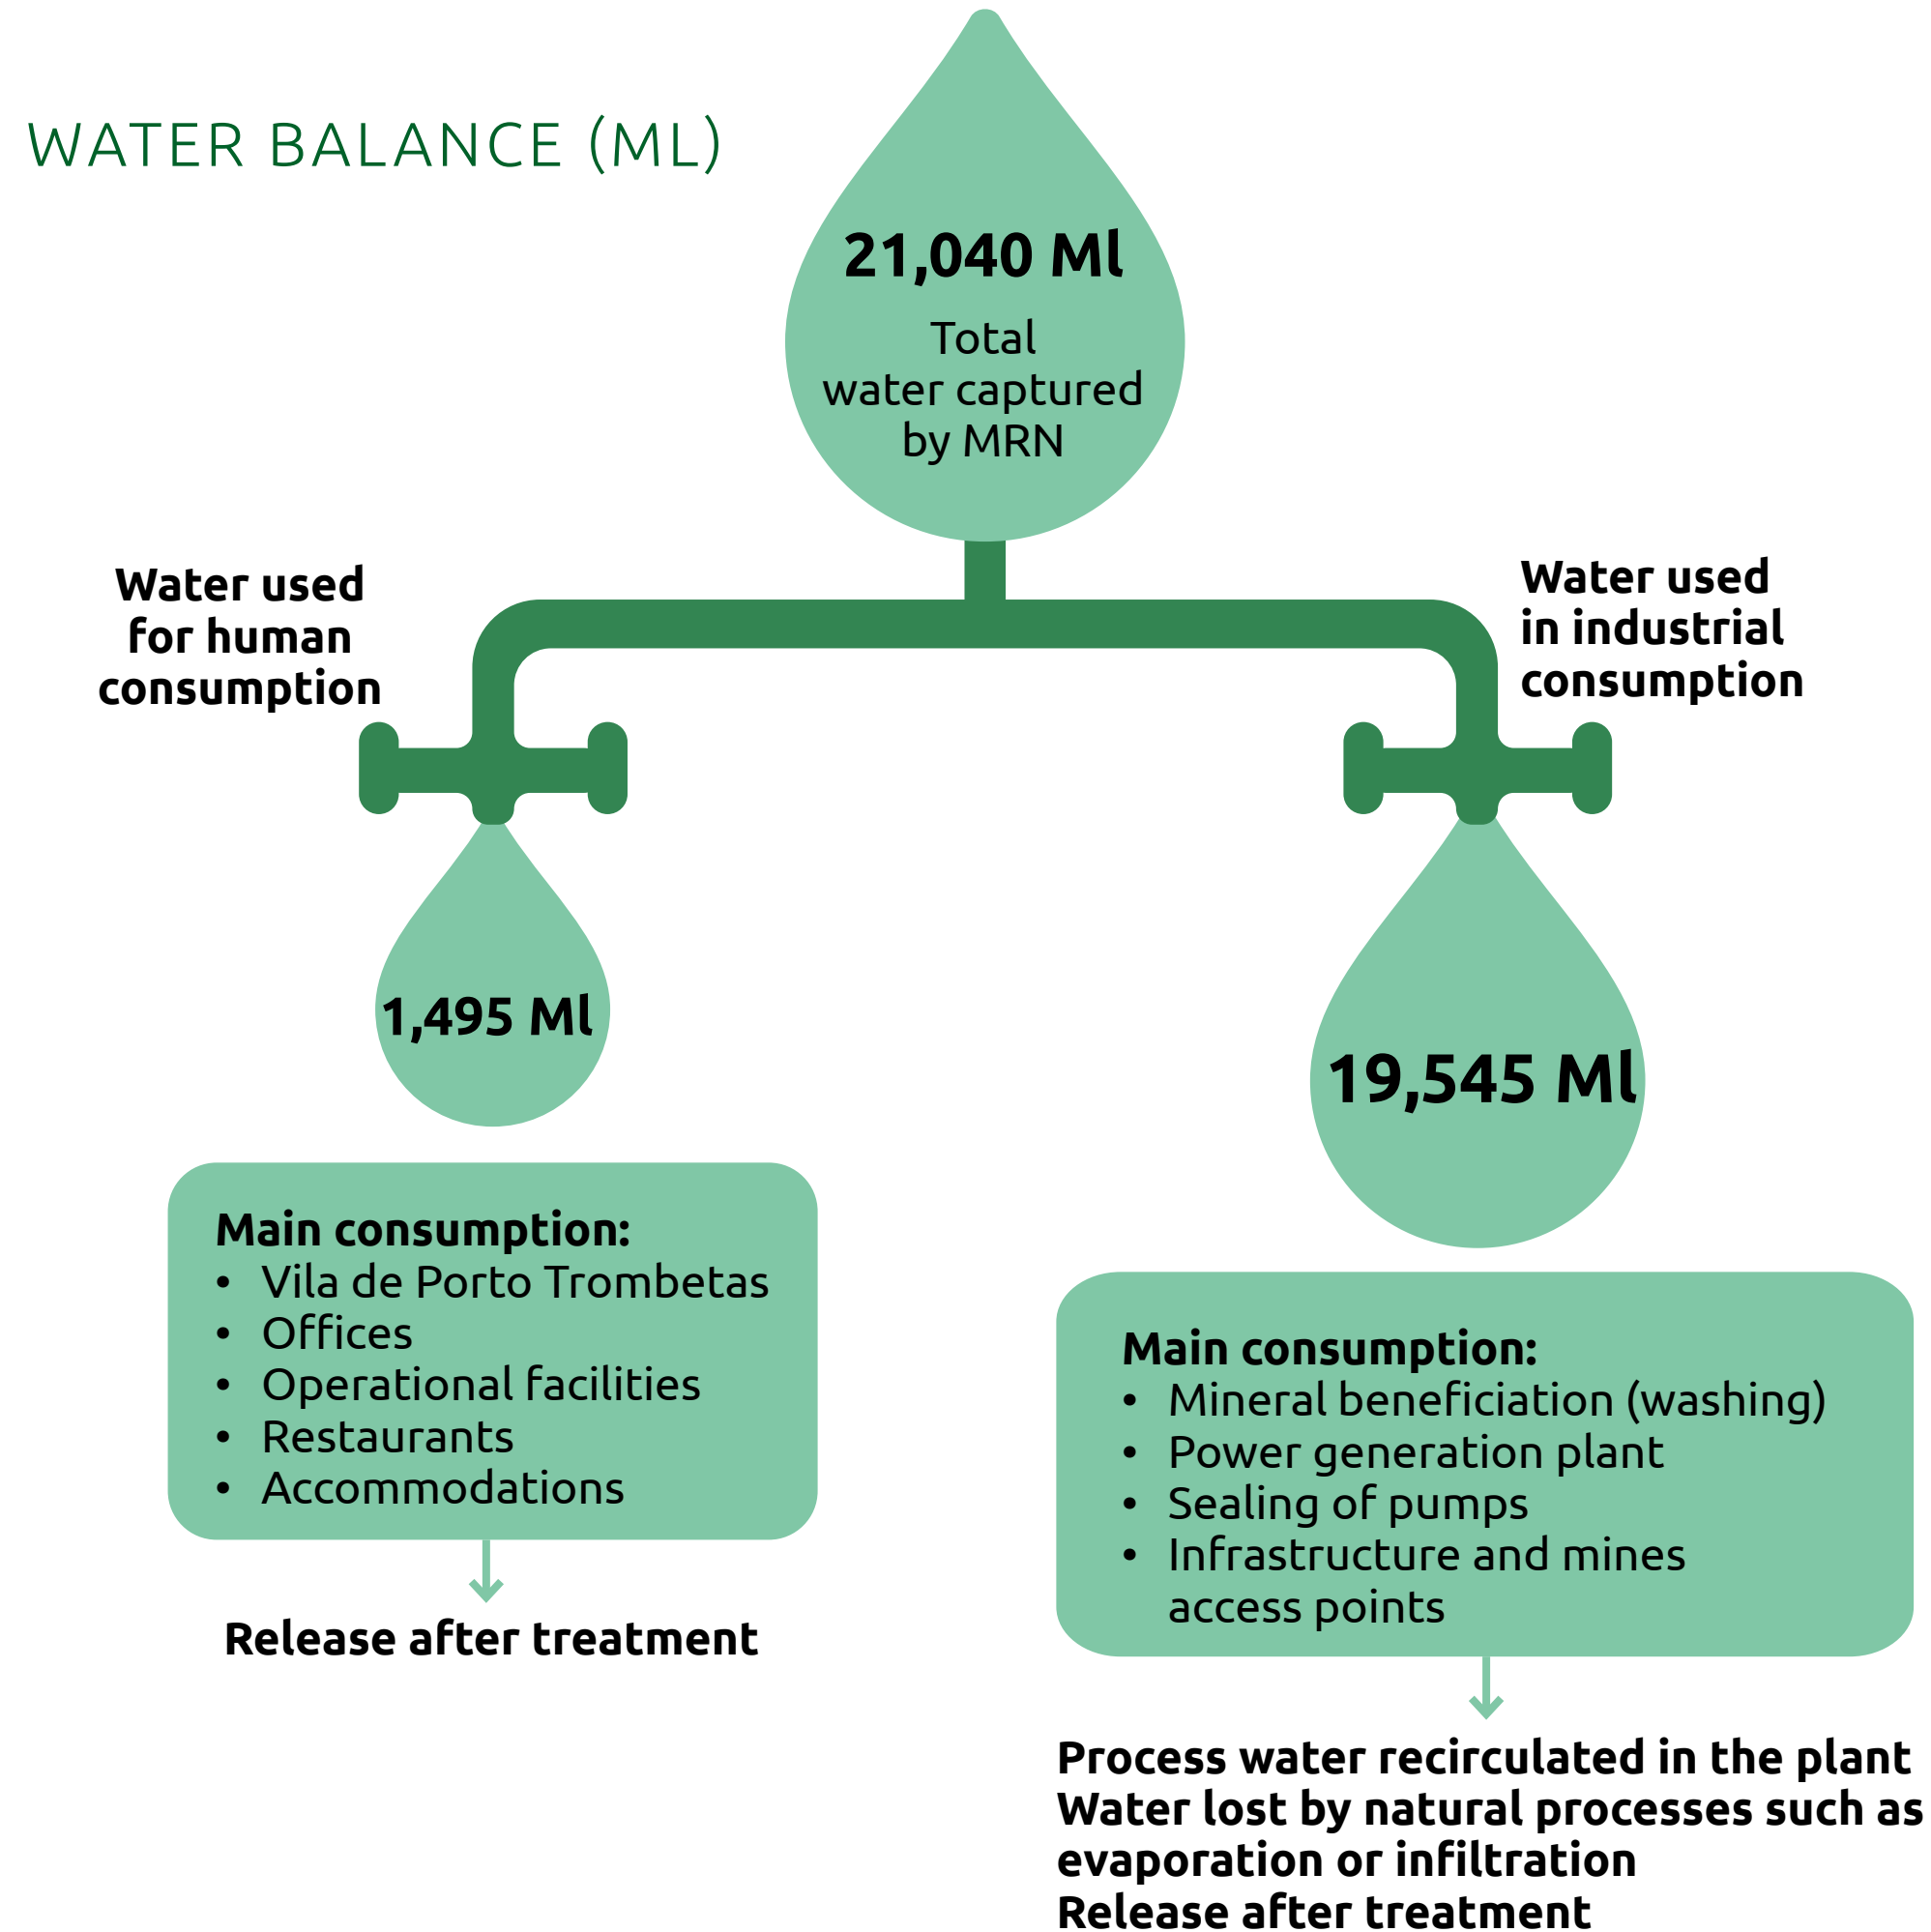 WATER BALANCE (ML)
21,040 Ml
Total
water captured
by MRN
Water used
for human
consumption
1,495 Ml
Main consumption:
• Vila de Porto Trombetas
• Offices
• Operational facilities
• Restaurants
• Accommodations
Release after treatment
Water used
in industrial
consumption
19,545 Ml
Main consumption:
• Mineral beneficiation (washing)
• Power generation plant
• Sealing of pumps
• Infrastructure and mines
access points
Process water recirculated in the plant
Water lost by natural processes such as
evaporation or infiltration
Release after treatment